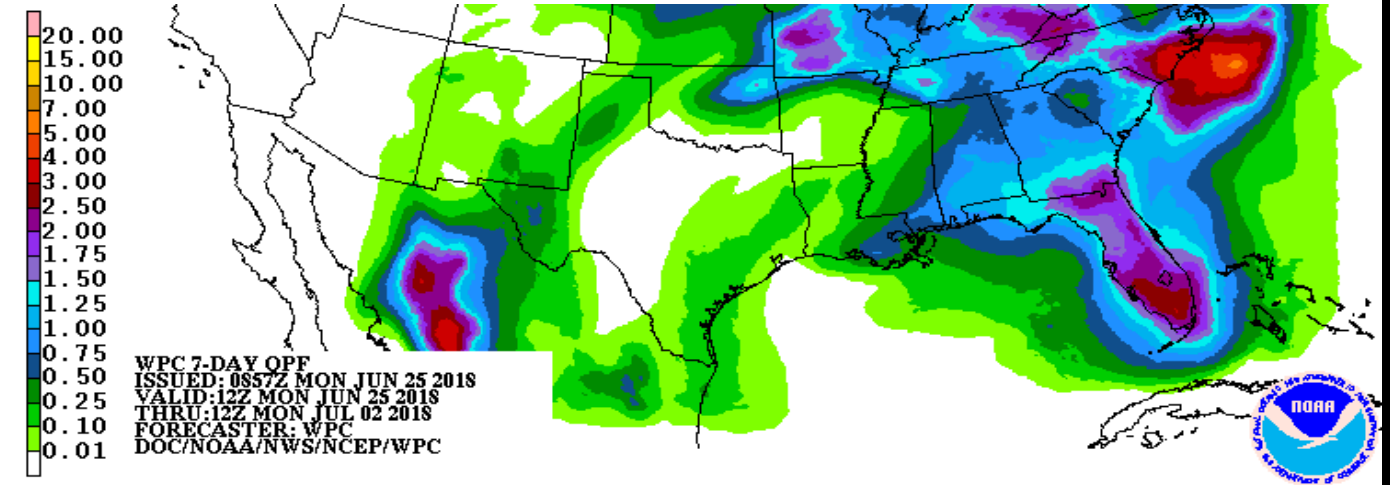 20.00
15.00
10.00
7.00
5.00
4.00
3.00
2.50
2.00
1.75
1.50
1.25
1.00
0.75
0.50
0.25
0.10
0.01
WPC 7-DAY QPF
ISSUED: 0857Z MON JUN 25 2018
VALID:12Z MON JUN 25 2018
THRU:12Z MON JUL 02 2018
FORECASTER: WPC
DOC/NOAA/NWS/NCEP/WPC
NOAA